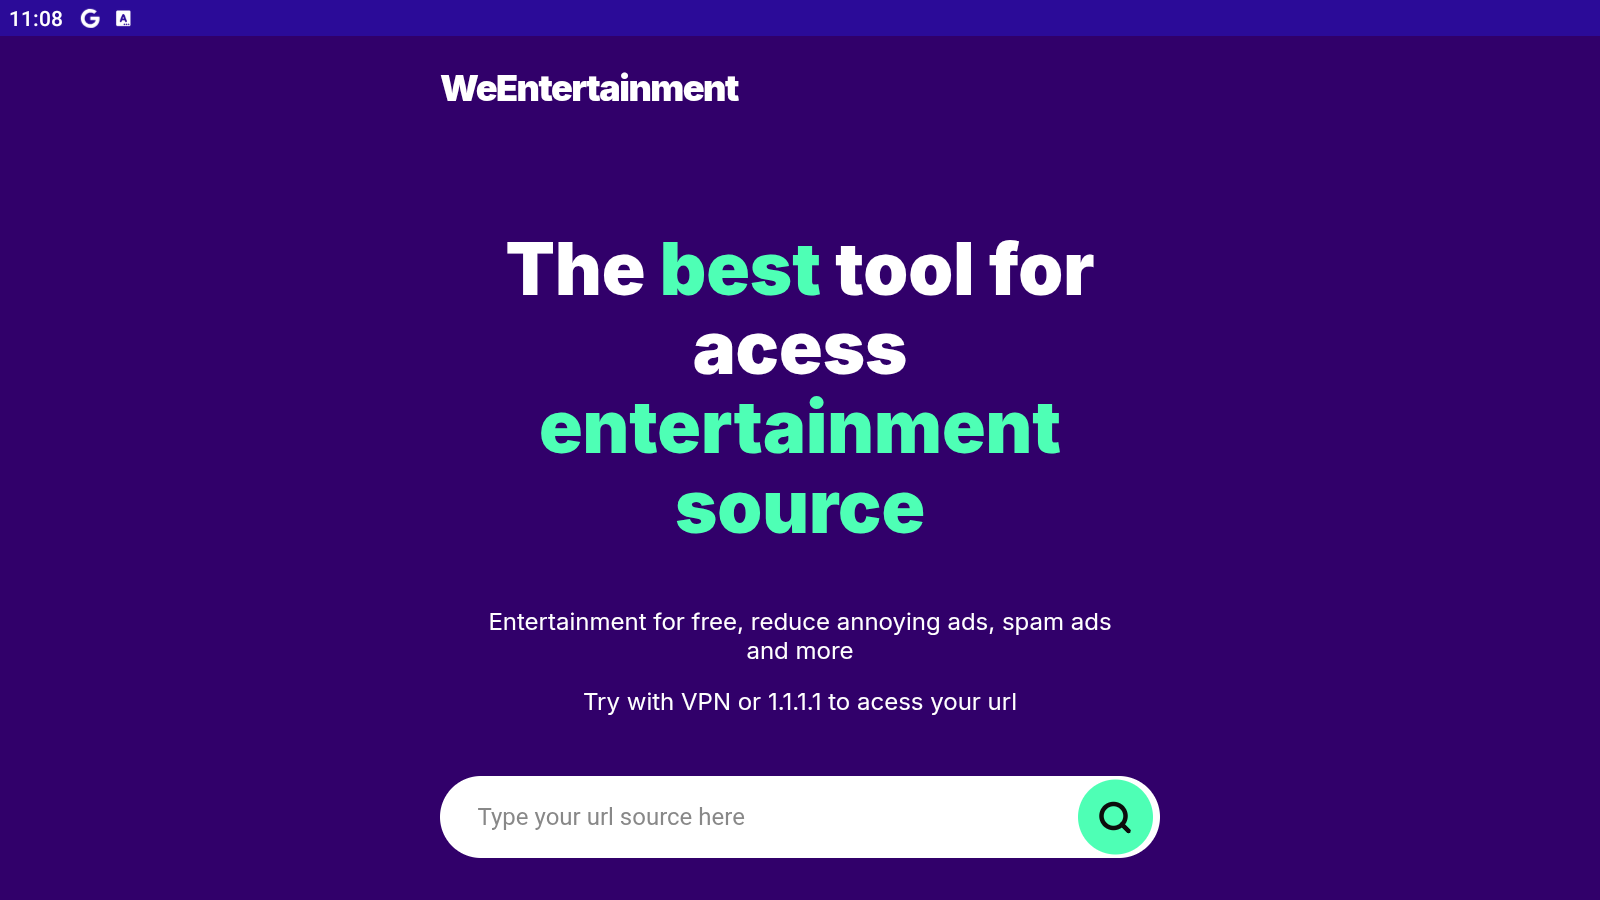 11:08
WeEntertainment
The best tool for
acess
entertainment
source
Entertainment for free, reduce annoying ads, spam ads
and more
Try with VPN or 1.1.1.1 to acess your url
Type your url source here